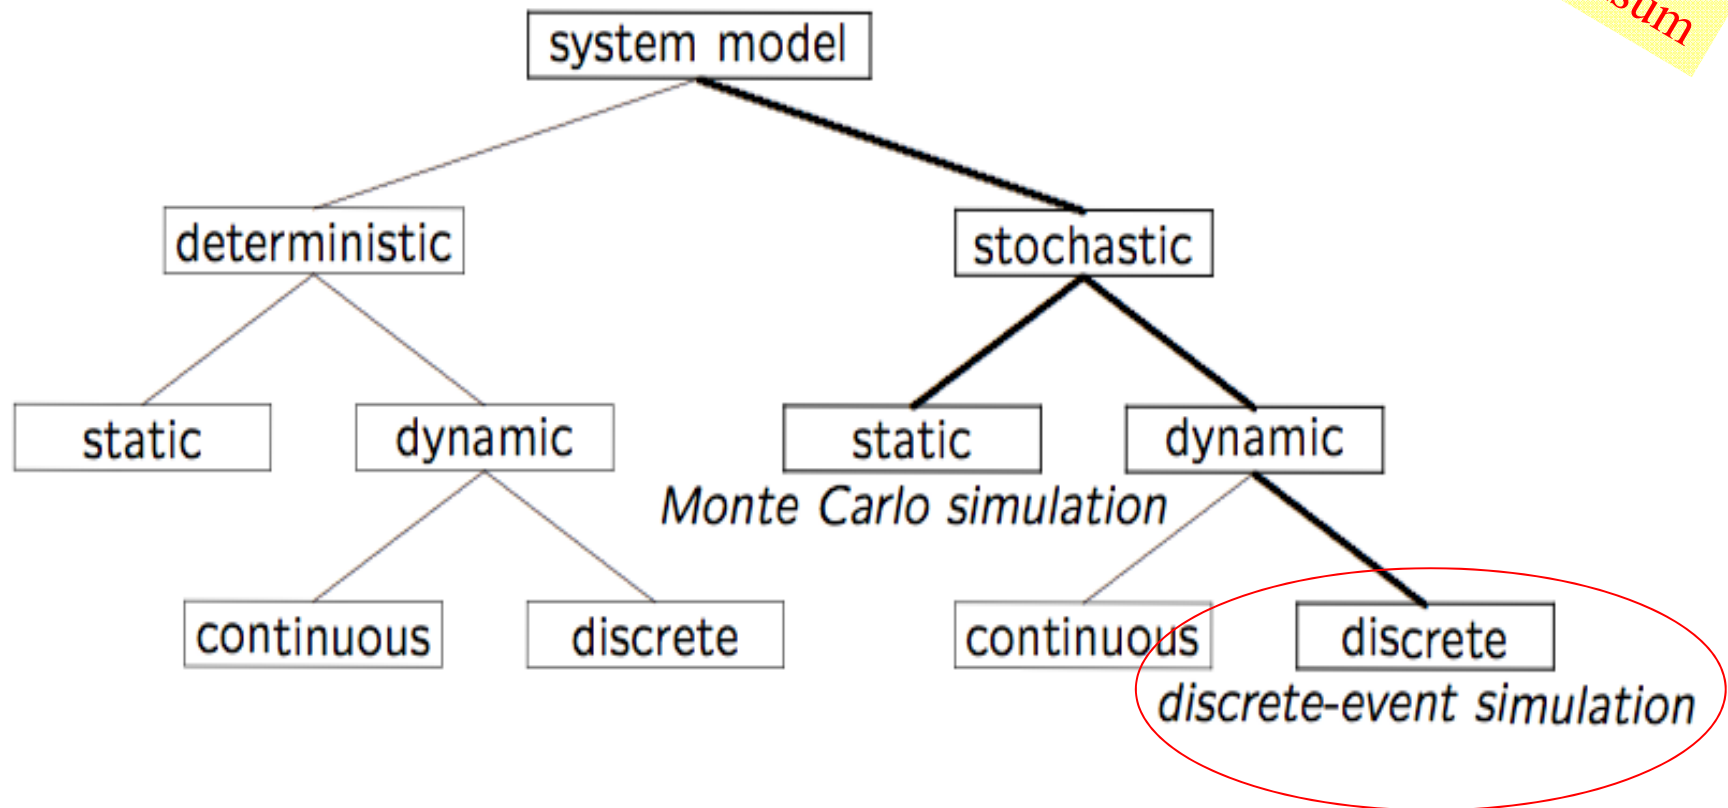 system model
deterministic
stochastic
static
dynamic
static
dynamic
Monte Carlo simulation
continuous
discrete
continuous
discrete
discrete-event simulation